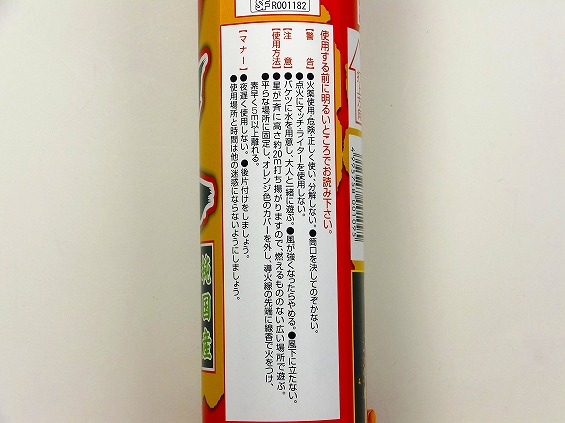 SF R001182
使用する前に明るいところでお読み下さい。
【警告】●火薬使用・危険・正しく使い、分解しない。●筒口を決してのぞかない。
●点火にマッチ・ライターを使用しない。
【注意】●バケツに水を用意し、大人と一緒に遊ぶ。●風が強くなったらやめる。●風下に立たない。
【使用方法】●星が一斉に高さ約20m打ち揚がりますので、燃えるもののない広い場所で遊ぶ。
●平らな場所に固定し、オレンジ色のカバーを外し、導火線の先端に線香で火をつけ、
素早く5m以上離れる。
【マナー】●夜遅く使用しない。●後片付けをしましょう。
●使用場所と時間は他の迷惑にならないようにしましょう。
純国産